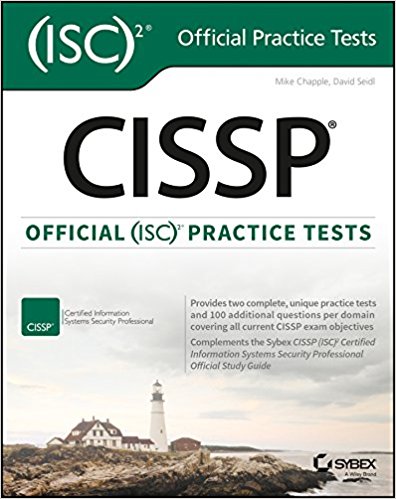 (ISC)²® Official Practice Tests
Mike Chapple, David Seidl
CISSP®
OFFICIAL (ISC)²® PRACTICE TESTS
CISSP®
Certified Information
Systems Security Professional
Provides two complete, unique practice tests
and 100 additional questions per domain
covering all current CISSP exam objectives
Complements the Sybex CISSP (ISC)² Certified
Information Systems Security Professional
Official Study Guide
SYBEX
A Wiley Brand